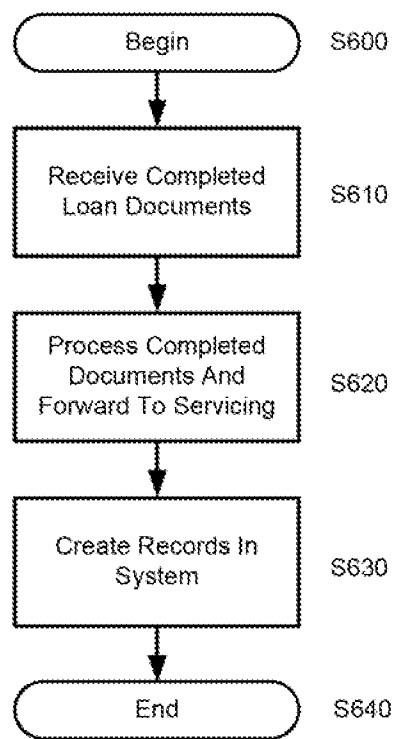 Begin S600
Receive Completed
Loan Documents
S610
Process Completed
Documents And
Forward To Servicing
S620
Create Records In
System
S630
End S640